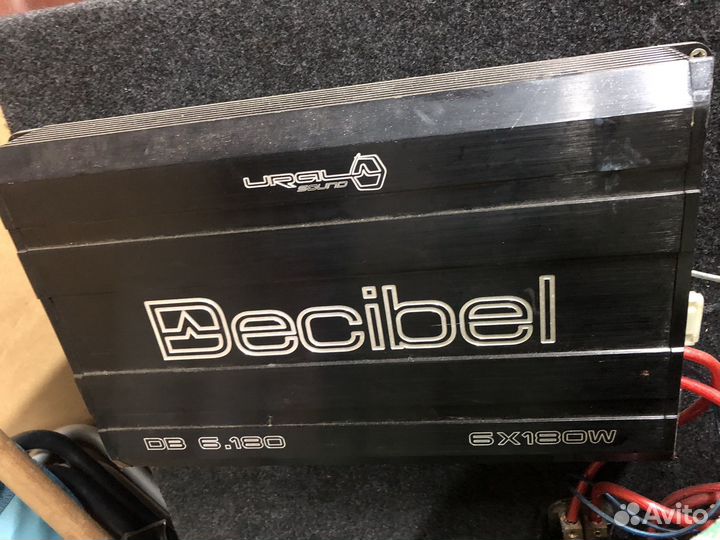 URAL
SOUND
Decibel
DB 6.180 6X180W
Avito